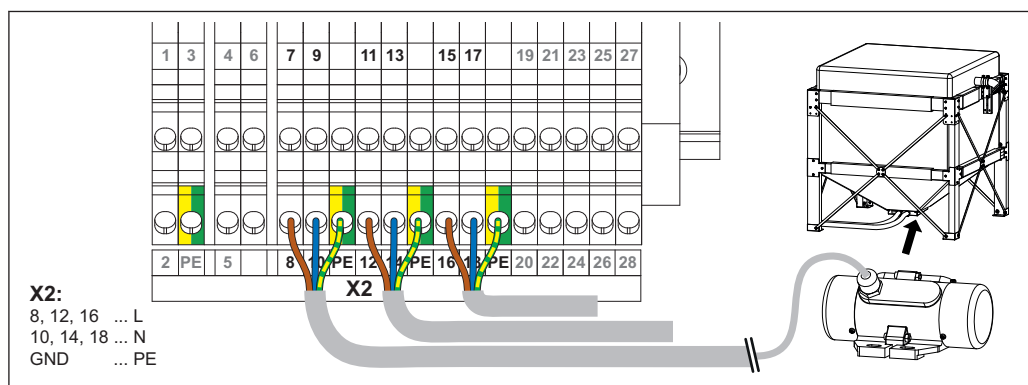 1 3 4 6 7 9 11 13 15 17 19 21 23 25 27
2 PE 5 8 10 PE 12 14 PE 16 18 PE 20 22 24 26 28
X2
X2:
8, 12, 16 ... L
10, 14, 18 ... N
GND ... PE